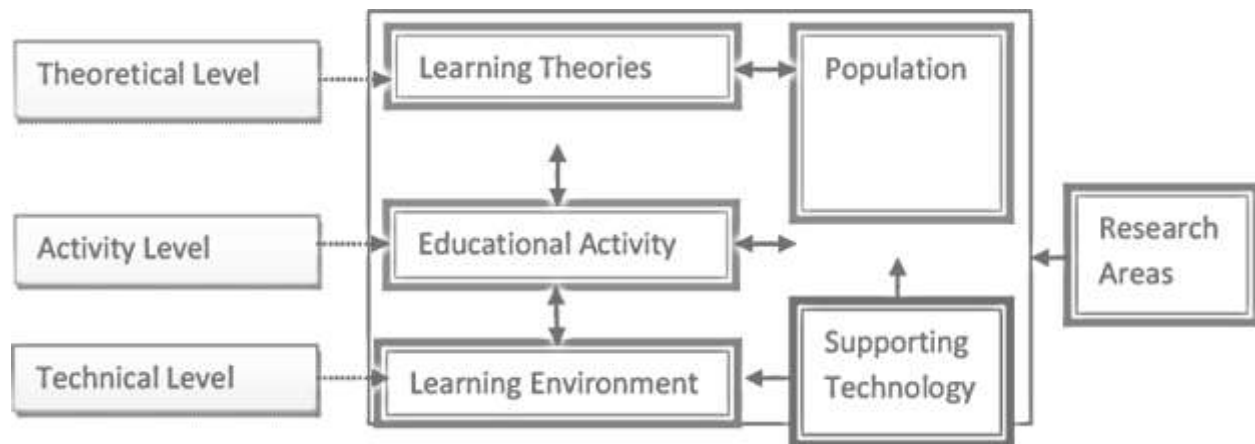 Theoretical Level
Learning Theories
Population
Activity Level
Educational Activity
Research
Areas
Technical Level
Learning Environment
Supporting
Technology